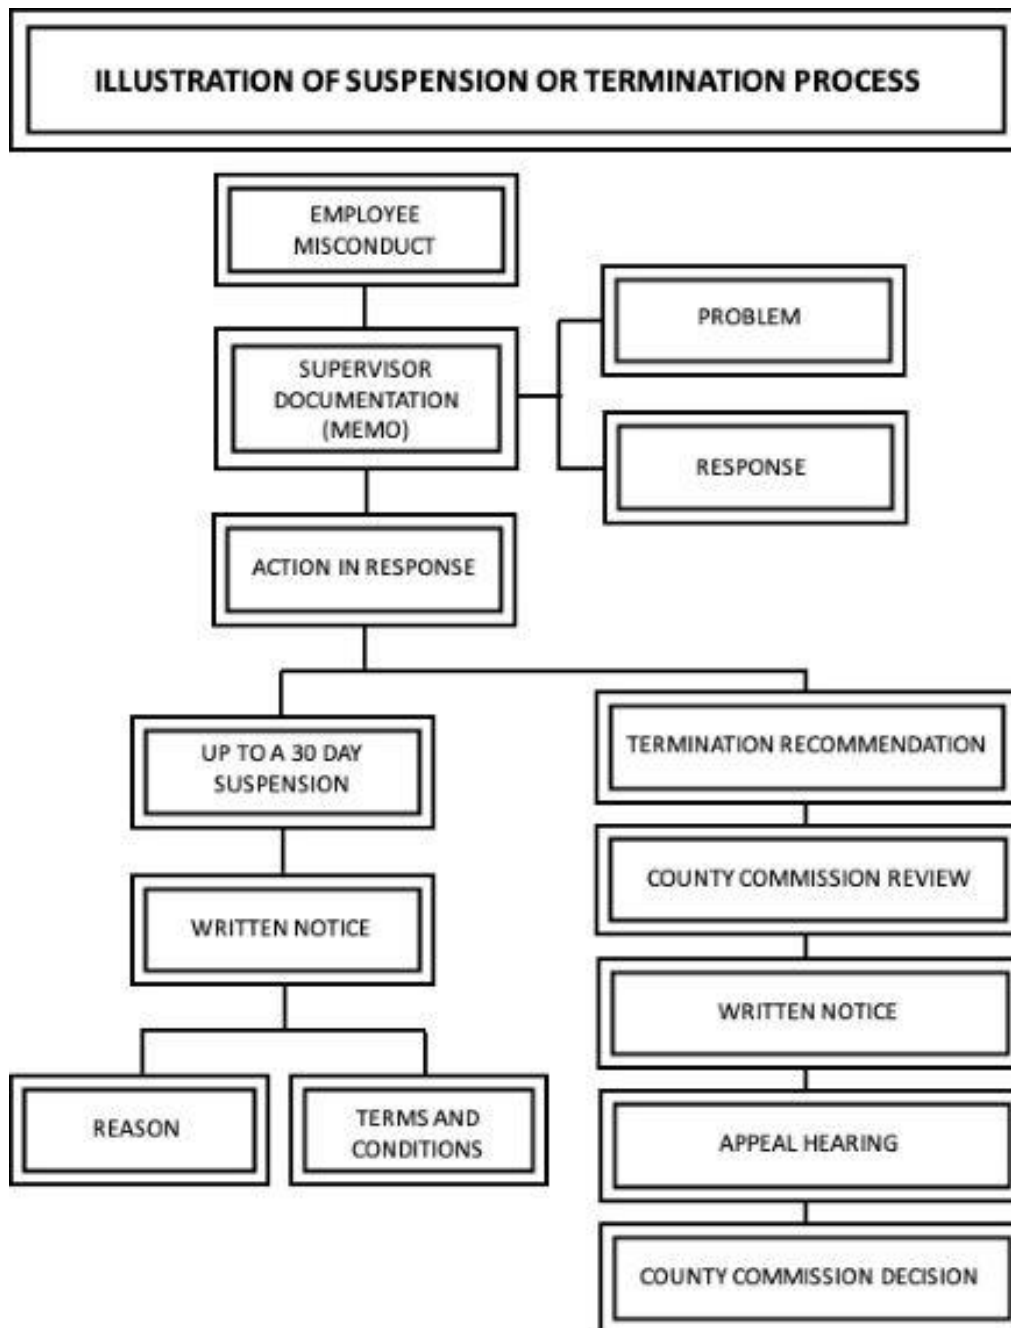 ILLUSTRATION OF SUSPENSION OR TERMINATION PROCESS
EMPLOYEE
MISCONDUCT
PROBLEM
SUPERVISOR
DOCUMENTATION
(MEMO)
RESPONSE
ACTION IN RESPONSE
UP TO A 30 DAY
SUSPENSION
WRITTEN NOTICE
REASON
TERMS AND
CONDITIONS
TERMINATION RECOMMENDATION
COUNTY COMMISSION REVIEW
WRITTEN NOTICE
APPEAL HEARING
COUNTY COMMISSION DECISION